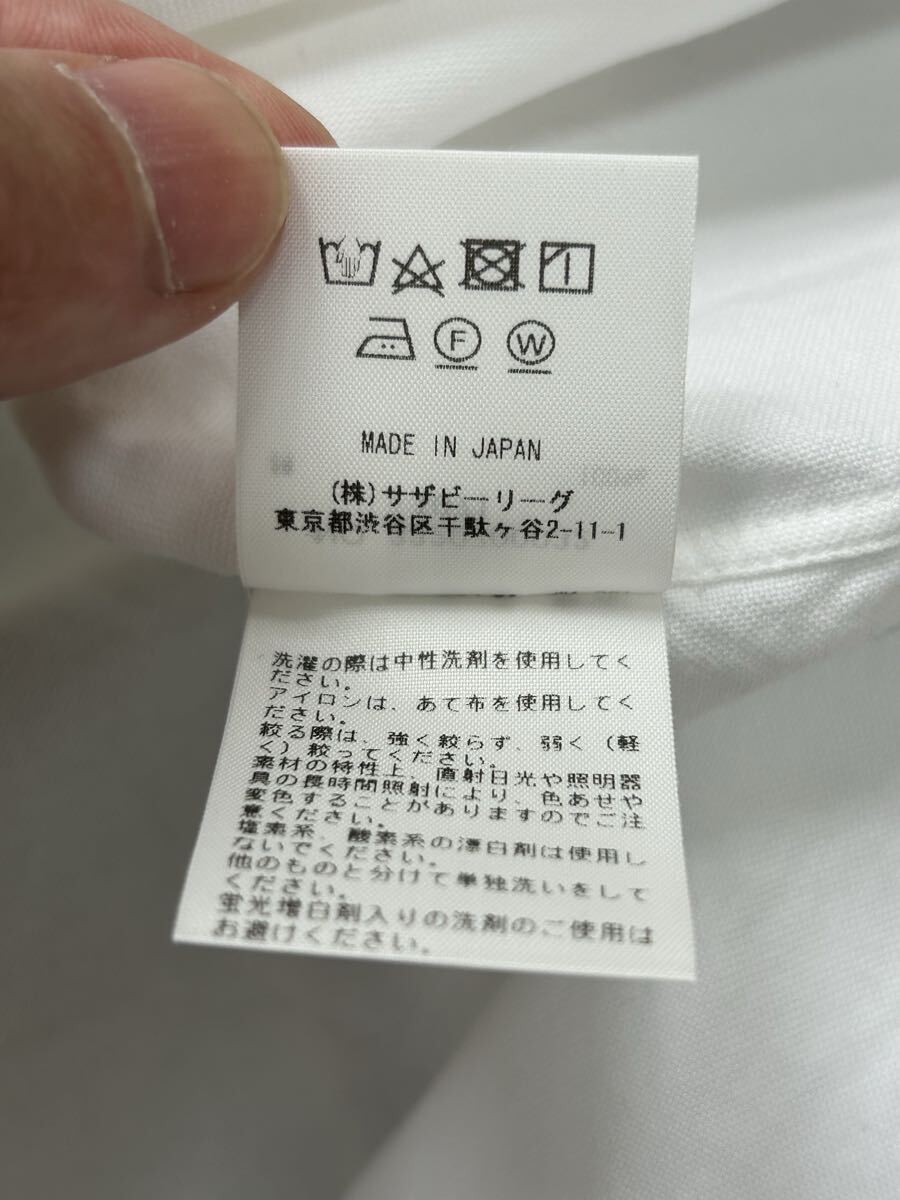 F W
MADE IN JAPAN
(株)サザビーリーグ
東京都渋谷区千駄ヶ谷2-11-1
洗濯の際は中性洗剤を使用してく
ださい。
アイロンは、あて布を使用してく
ださい。
絞る際は、強く絞らず、弱く（軽
く）絞ってください。
素材の特性上、直射日光や照明器
具の長時間照射により、色あせや
変色することがありますのでご注
意ください。
塩素系、酸素系の漂白剤は使用し
ないでください。
他のものと分けて単独洗いをして
ください。
蛍光増白剤入りの洗剤のご使用は
お避けください。